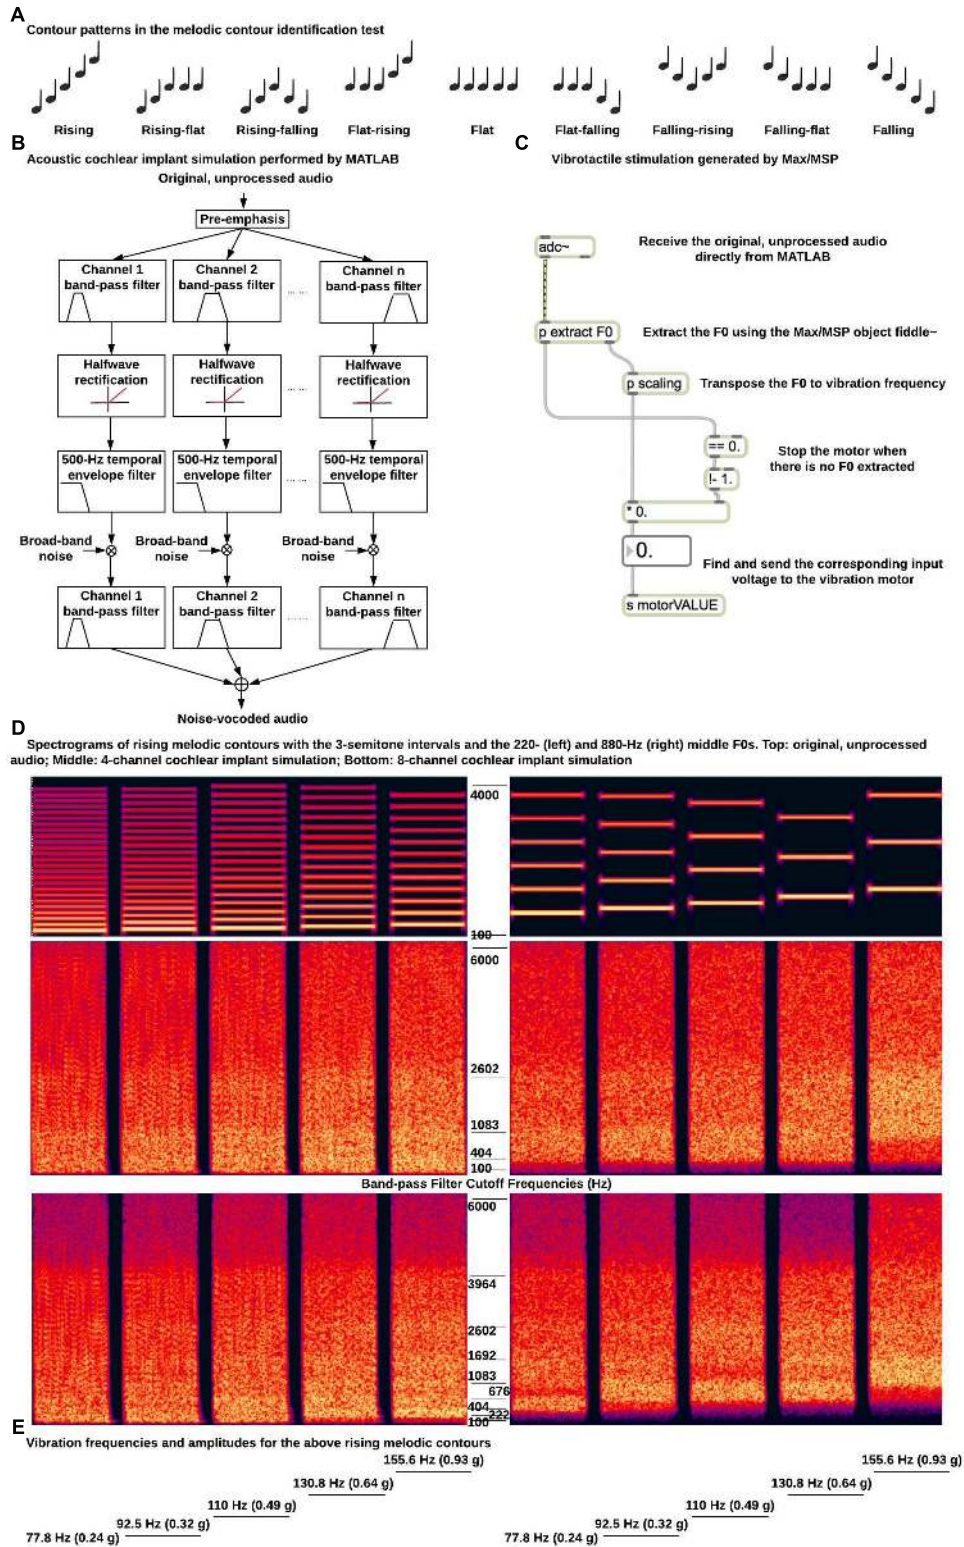 A
Contour patterns in the melodic contour identification test
Rising
Rising-flat
Rising-falling
Flat-rising
Flat
Flat-falling
Falling-rising
Falling-flat
Falling
B
Acoustic cochlear implant simulation performed by MATLAB
Original, unprocessed audio
Pre-emphasis
Channel 1
band-pass filter
Channel 2
band-pass filter
... ...
Channel n
band-pass filter
Halfwave
rectification
Halfwave
rectification
... ...
Halfwave
rectification
500-Hz temporal
envelope filter
500-Hz temporal
envelope filter
... ...
500-Hz temporal
envelope filter
Broad-band
noise
Broad-band
noise
Broad-band
noise
Channel 1
band-pass filter
Channel 2
band-pass filter
... ...
Channel n
band-pass filter
Noise-vocoded audio
C
Vibrotactile stimulation generated by Max/MSP
adc~
Receive the original, unprocessed audio
directly from MATLAB
p extract F0
Extract the F0 using the Max/MSP object fiddle~
p scaling
Transpose the F0 to vibration frequency
== 0.
!- 1.
Stop the motor when
there is no F0 extracted
* 0.
0.
Find and send the corresponding input
voltage to the vibration motor
s motorVALUE
D
Spectrograms of rising melodic contours with the 3-semitone intervals and the 220- (left) and 880-Hz (right) middle F0s. Top: original, unprocessed
audio; Middle: 4-channel cochlear implant simulation; Bottom: 8-channel cochlear implant simulation
4000
100
6000
2602
1083
404
100
Band-pass Filter Cutoff Frequencies (Hz)
6000
3964
2602
1692
1083
676
404
222
100
E
Vibration frequencies and amplitudes for the above rising melodic contours
77.8 Hz (0.24 g)
92.5 Hz (0.32 g)
110 Hz (0.49 g)
130.8 Hz (0.64 g)
155.6 Hz (0.93 g)
77.8 Hz (0.24 g)
92.5 Hz (0.32 g)
110 Hz (0.49 g)
130.8 Hz (0.64 g)
155.6 Hz (0.93 g)